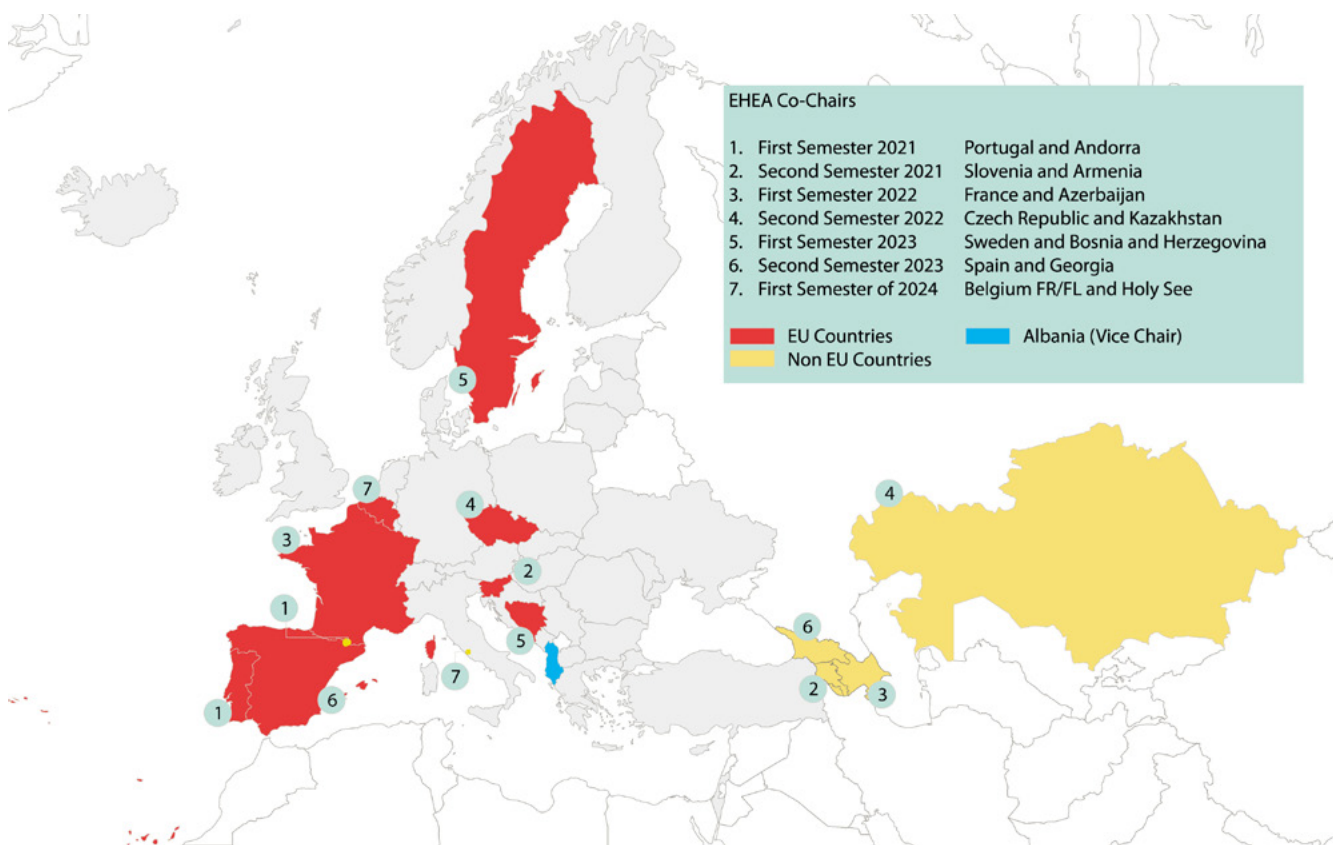 EHEA Co-Chairs
1. First Semester 2021 Portugal and Andorra
2. Second Semester 2021 Slovenia and Armenia
3. First Semester 2022 France and Azerbaijan
4. Second Semester 2022 Czech Republic and Kazakhstan
5. First Semester 2023 Sweden and Bosnia and Herzegovina
6. Second Semester 2023 Spain and Georgia
7. First Semester of 2024 Belgium FR/FL and Holy See
EU Countries Albania (Vice Chair)
Non EU Countries
5
7
4
4
3
2
1
6
5
7
6
2
3
1